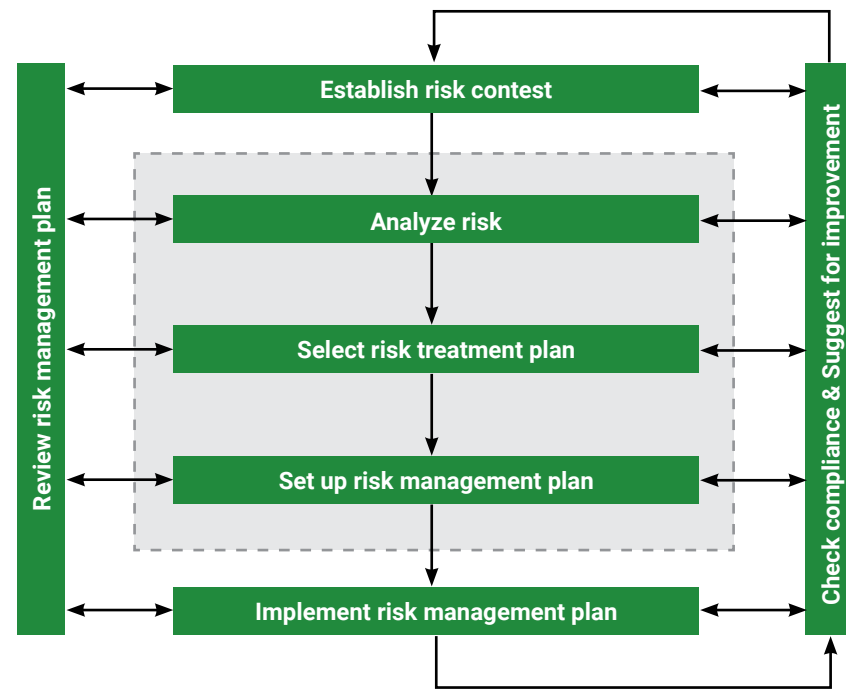 Establish risk contest
Analyze risk
Select risk treatment plan
Set up risk management plan
Implement risk management plan
Review risk management plan
Check compliance & Suggest for improvement